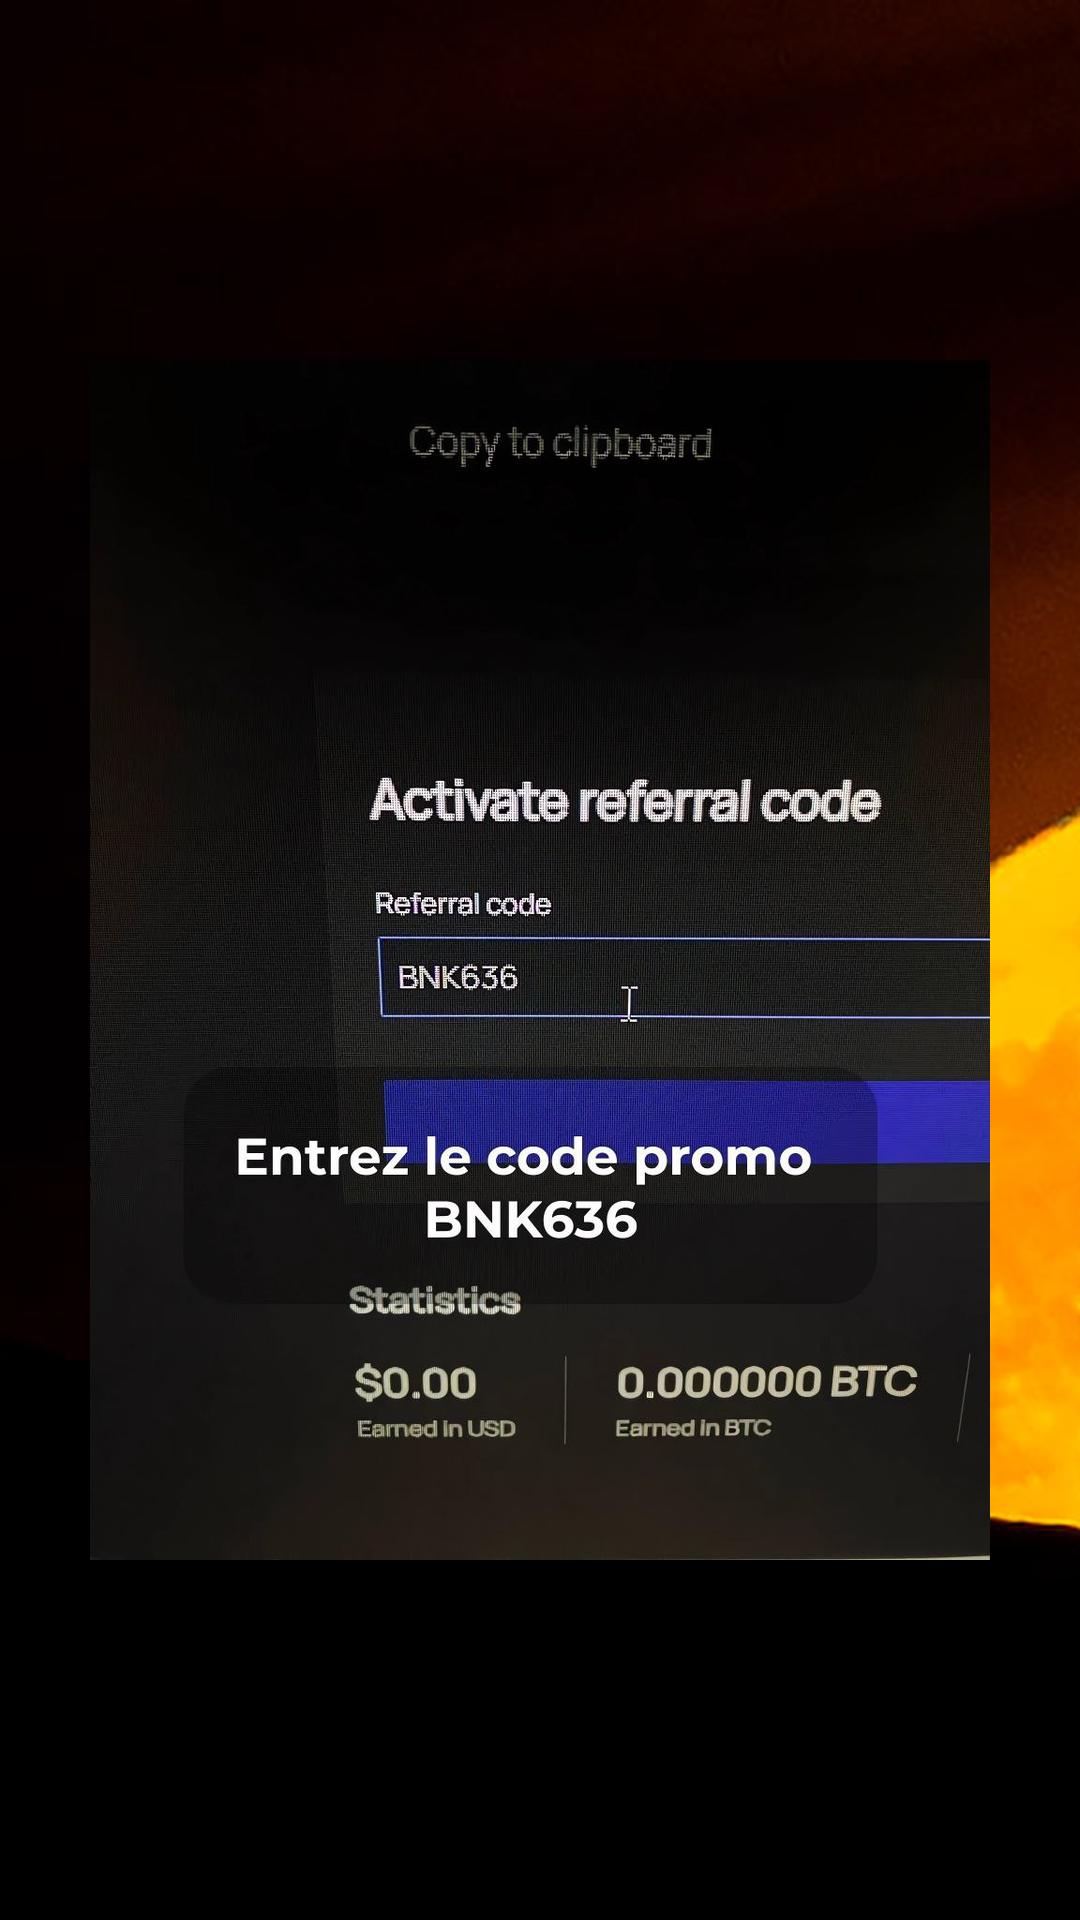 Copy to clipboard
Activate referral code
Referral code
BNK636
Entrez le code promo
BNK636
Statistics
$0.00
0.000000 BTC
Earned in USD
Earned in BTC